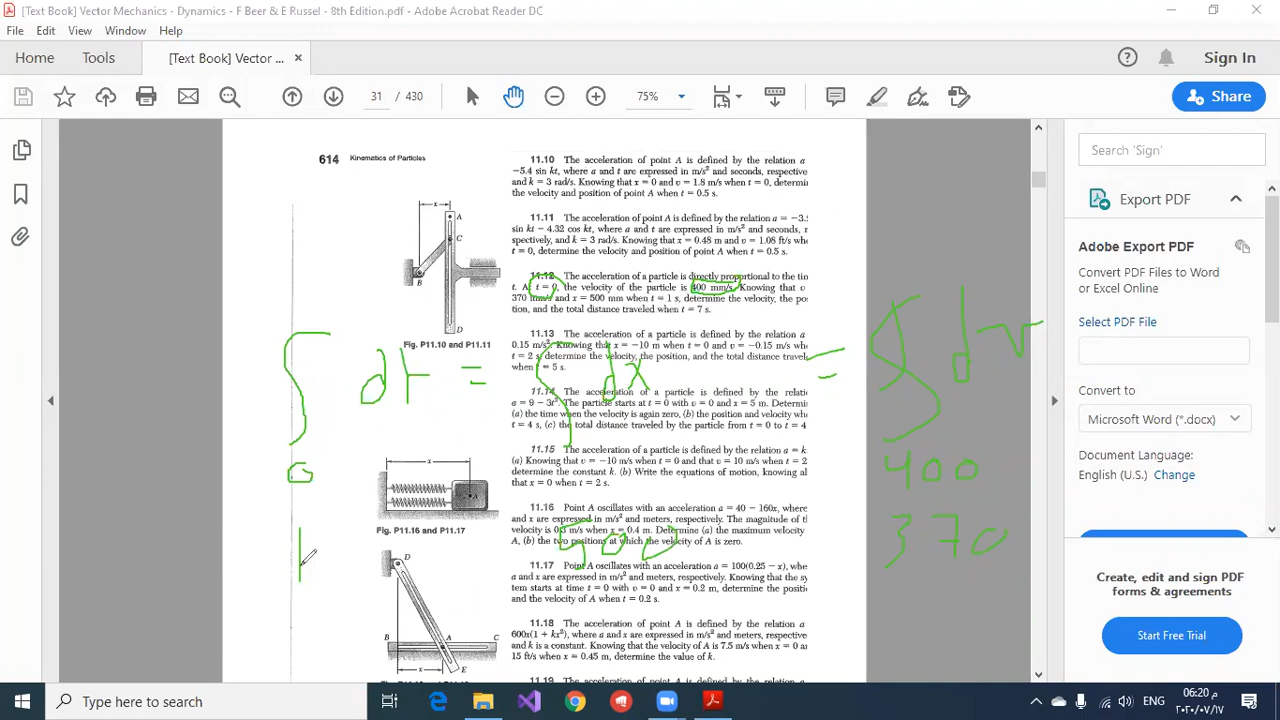 [Text Book] Vector Mechanics - Dynamics - F Beer & E Russel - 8th Edition.pdf - Adobe Acrobat Reader DC
File Edit View Window Help
Home Tools [Text Book] Vector ... × Sign In
31 / 430 75% Share
614 Kinematics of Particles
x
A
C
B
D
Fig. P11.10 and P11.11
x
A
Fig. P11.16 and P11.17
D
B A C
E
x
11.10 The acceleration of point A is defined by the relation a
−5.4 sin kt, where a and t are expressed in m/s² and seconds, respective
and k = 3 rad/s. Knowing that x = 0 and v = 1.8 m/s when t = 0, determin
the velocity and position of point A when t = 0.5 s.
11.11 The acceleration of point A is defined by the relation a = −3.
sin kt − 4.32 cos kt, where a and t are expressed in m/s² and seconds, r
spectively, and k = 3 rad/s. Knowing that x = 0.48 m and v = 1.08 ft/s wh
t = 0, determine the velocity and position of point A when t = 0.5 s.
11.12 The acceleration of a particle is directly proportional to the tim
t. A t = 0, the velocity of the particle is 400 mm/s. Knowing that v
370 mm/s and x = 500 mm when t = 1 s, determine the velocity, the pos
tion, and the total distance traveled when t = 7 s.
11.13 The acceleration of a particle is defined by the relation a
0.15 m/s². Knowing that x = −10 m when t = 0 and v = −0.15 m/s wh
t = 2 s, determine the velocity, the position, and the total distance travel
when t = 5 s.
11.14 The acceleration of a particle is defined by the relati
a = 9 − 3t². The particle starts at t = 0 with v = 0 and x = 5 m. Determi
(a) the time when the velocity is again zero, (b) the position and velocity wh
t = 4 s, (c) the total distance traveled by the particle from t = 0 to t = 4
11.15 The acceleration of a particle is defined by the relation a = k
(a) Knowing that v = −10 m/s when t = 0 and that v = 10 m/s when t = 2
determine the constant k. (b) Write the equations of motion, knowing al
that x = 0 when t = 2 s.
11.16 Point A oscillates with an acceleration a = 40 − 160x, where
and x are expressed in m/s² and meters, respectively. The magnitude of t
velocity is 0.3 m/s when x = 0.4 m. Determine (a) the maximum velocity
A, (b) the two positions at which the velocity of A is zero.
11.17 Point A oscillates with an acceleration a = 100(0.25 − x), whe
a and x are expressed in m/s² and meters, respectively. Knowing that the sy
tem starts at time t = 0 with v = 0 and x = 0.2 m, determine the positi
and the velocity of A when t = 0.2 s.
11.18 The acceleration of point A is defined by the relation a
600x(1 + kx²), where a and x are expressed in m/s² and meters, respective
and k is a constant. Knowing that the velocity of A is 7.5 m/s when x = 0 a
15 ft/s when x = 0.45 m, determine the value of k.
∫ dt = ∫ dx = ∫ dv
0 400
1 500 370
Search 'Sign'
Export PDF
Adobe Export PDF
Convert PDF Files to Word
or Excel Online
Select PDF File
Convert to
Microsoft Word (*.docx)
Document Language:
English (U.S.) Change
Create, edit and sign PDF
forms & agreements
Start Free Trial
Type here to search
ENG
06:20 م
٢٠٢٠/٠٧/٠٧